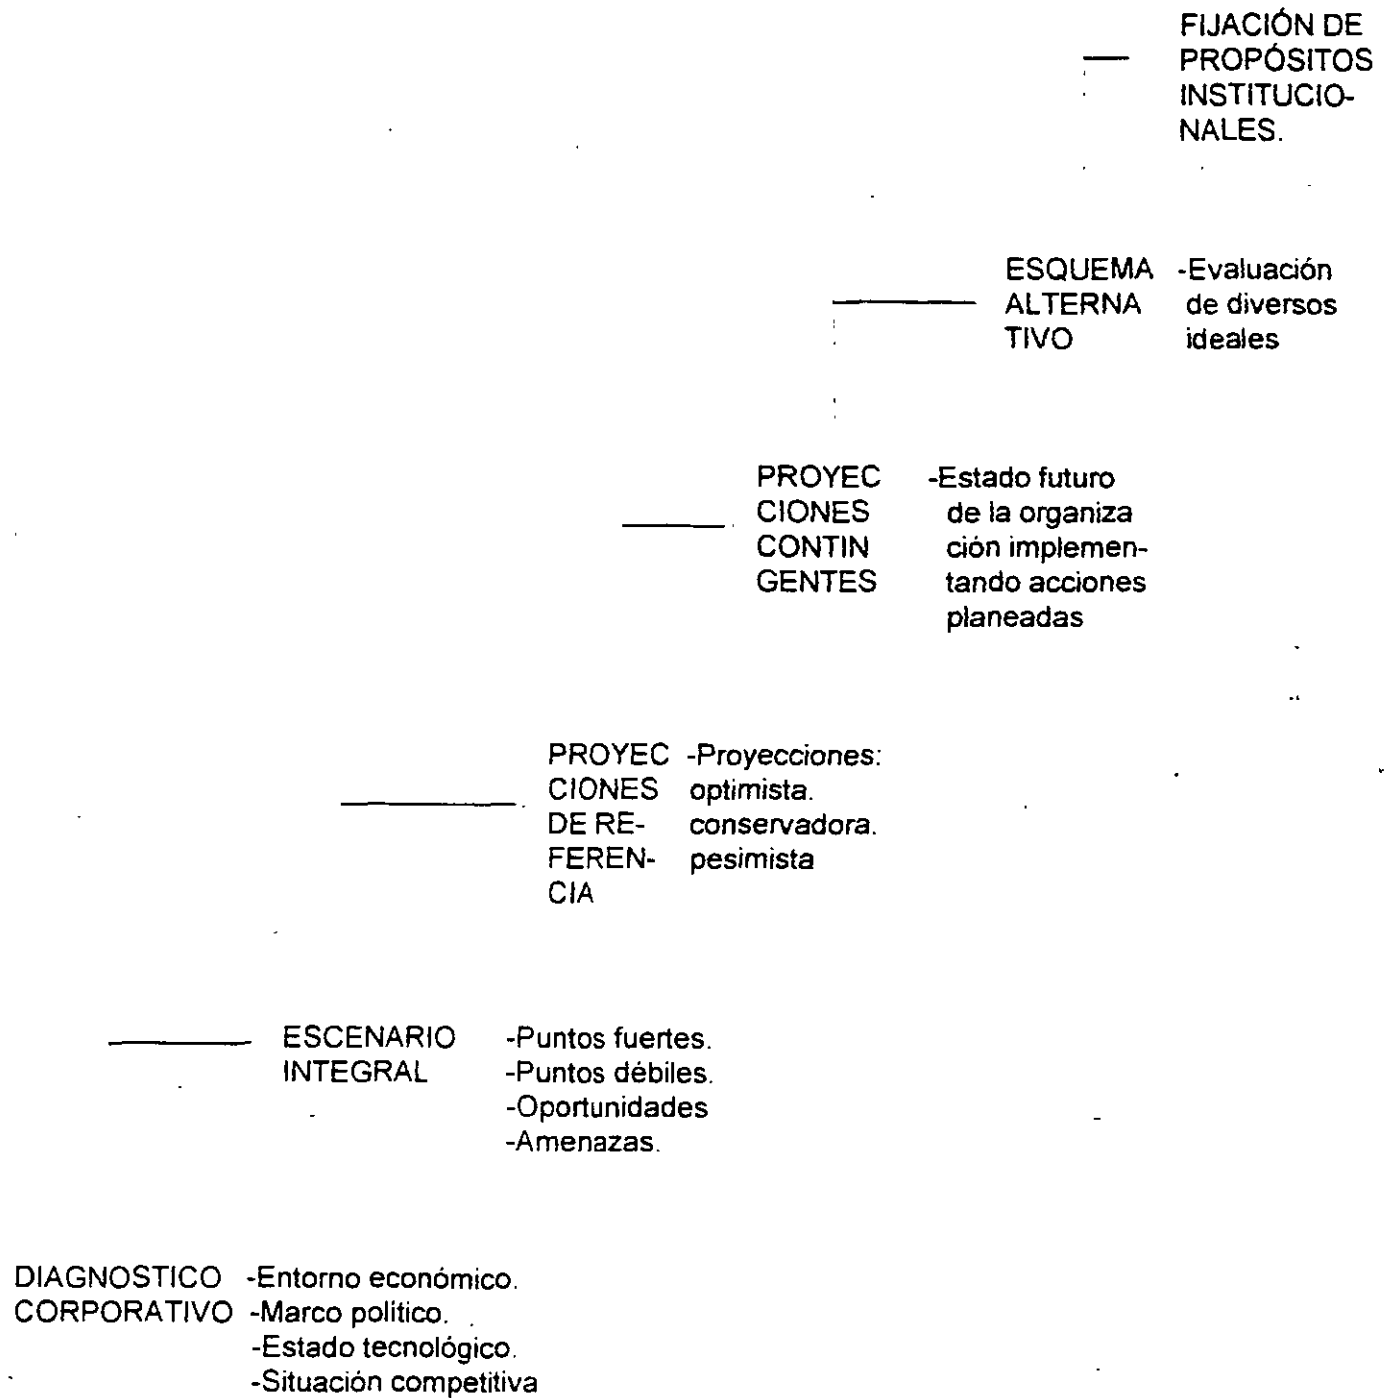 FIJACIÓN DE
PROPÓSITOS
INSTITUCIO-
NALES.
ESQUEMA -Evaluación
ALTERNA de diversos
TIVO ideales
PROYEC -Estado futuro
CIONES de la organiza
CONTIN ción implemen-
GENTES tando acciones
planeadas
PROYEC -Proyecciones:
CIONES optimista.
DE RE- conservadora.
FEREN- pesimista
CIA
ESCENARIO -Puntos fuertes.
INTEGRAL -Puntos débiles.
-Oportunidades
-Amenazas.
DIAGNOSTICO -Entorno económico.
CORPORATIVO -Marco político.
-Estado tecnológico.
-Situación competitiva